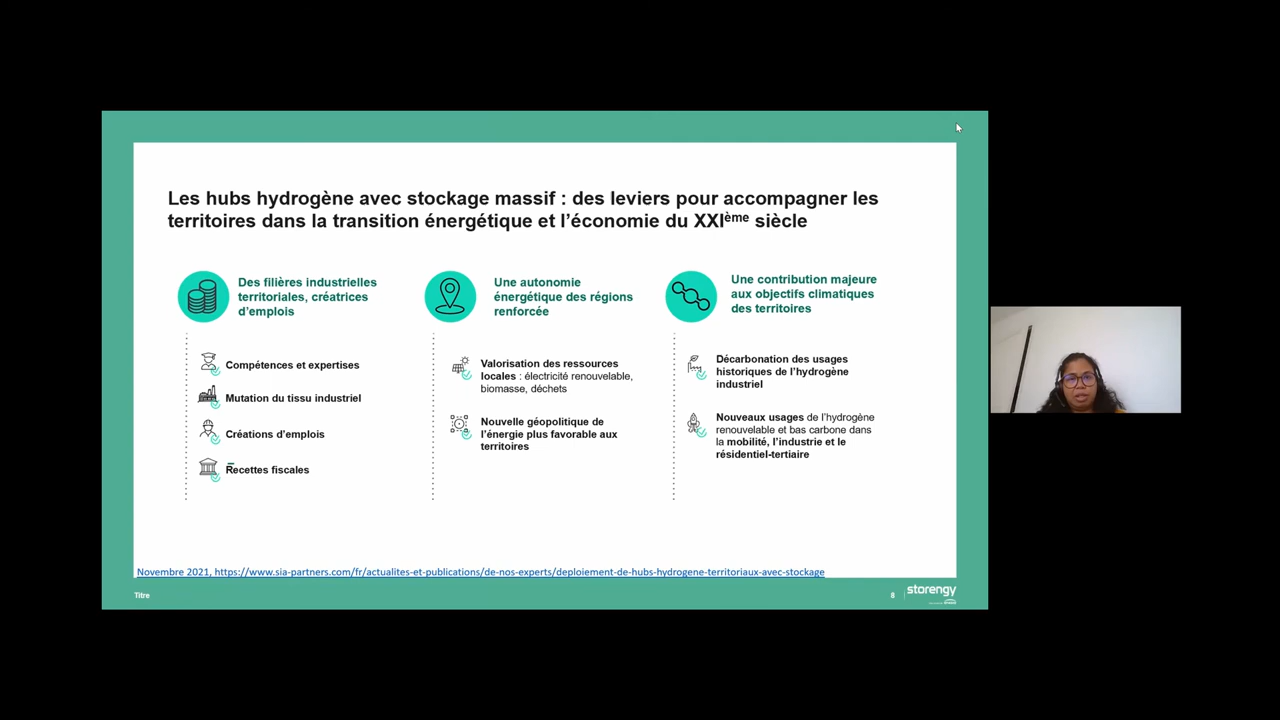 Les hubs hydrogène avec stockage massif : des leviers pour accompagner les
territoires dans la transition énergétique et l'économie du XXIème siècle
Des filières industrielles
territoriales, créatrices
d'emplois
Compétences et expertises
Mutation du tissu industriel
Créations d'emplois
Recettes fiscales
Une autonomie
énergétique des régions
renforcée
Valorisation des ressources
locales : électricité renouvelable,
biomasse, déchets
Nouvelle géopolitique de
l'énergie plus favorable aux
territoires
Une contribution majeure
aux objectifs climatiques
des territoires
Décarbonation des usages
historiques de l'hydrogène
industriel
Nouveaux usages de l'hydrogène
renouvelable et bas carbone dans
la mobilité, l'industrie et le
résidentiel-tertiaire
Novembre 2021, https://www.sia-partners.com/fr/actualites-et-publications/de-nos-experts/deploiement-de-hubs-hydrogene-territoriaux-avec-stockage
Titre
8
storengy